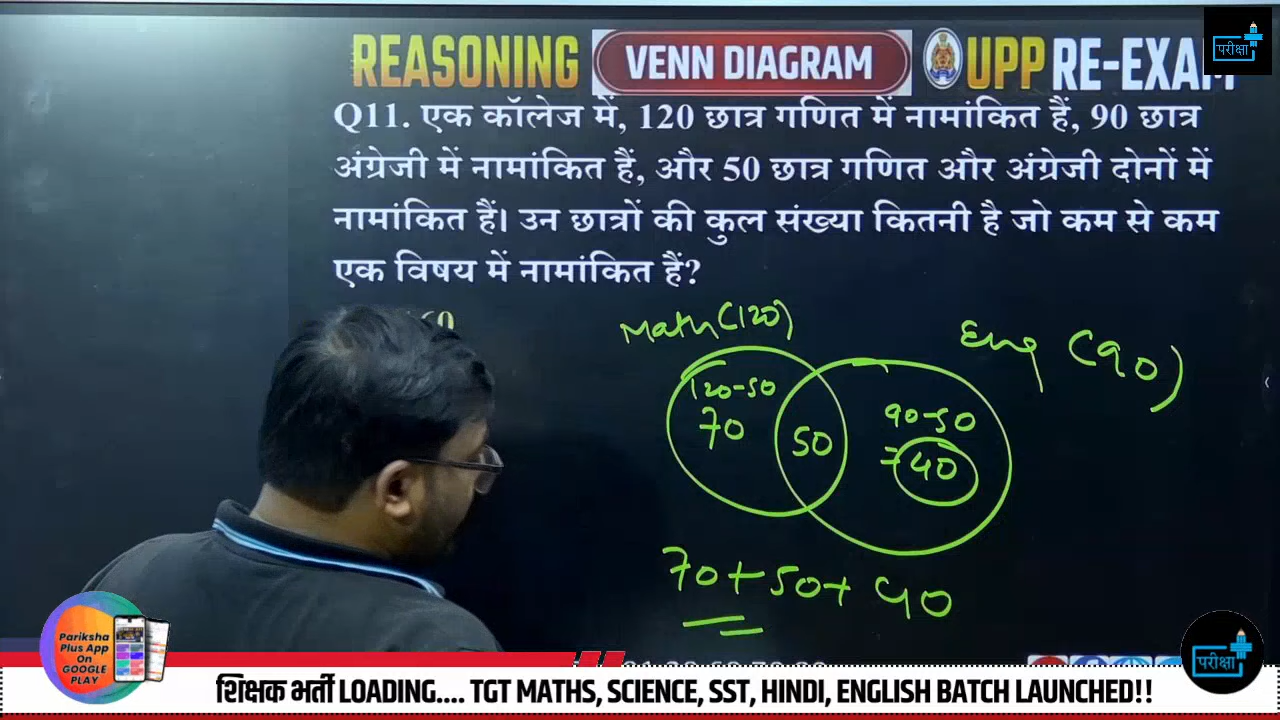 REASONING VENN DIAGRAM UPP RE-EXAM
परीक्षा
Q11. एक कॉलेज में, 120 छात्र गणित में नामांकित हैं, 90 छात्र
अंग्रेजी में नामांकित हैं, और 50 छात्र गणित और अंग्रेजी दोनों में
नामांकित हैं। उन छात्रों की कुल संख्या कितनी है जो कम से कम
एक विषय में नामांकित हैं?
Math (120)
Eng (90)
120-50
70
50
90-50
=40
70+50+40
Pariksha
Plus App
On
GOOGLE
PLAY
परीक्षा
शिक्षक भर्ती LOADING.... TGT MATHS, SCIENCE, SST, HINDI, ENGLISH BATCH LAUNCHED!!